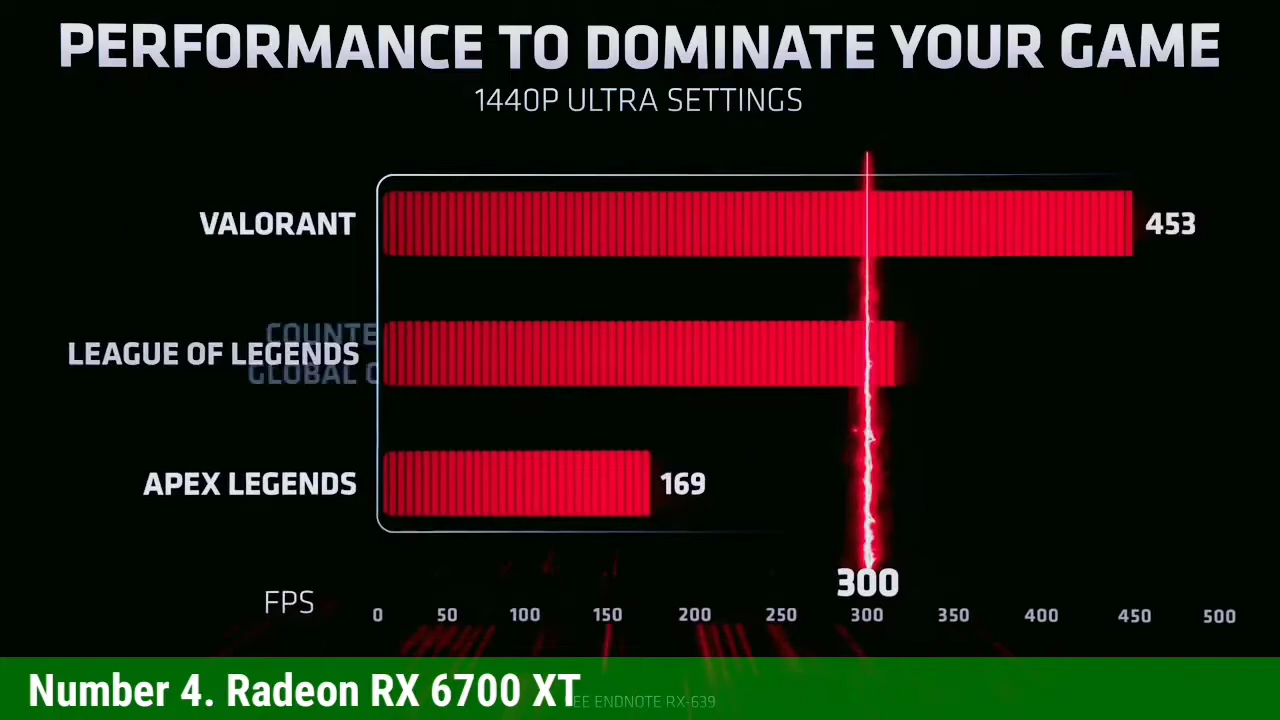 PERFORMANCE TO DOMINATE YOUR GAME
1440P ULTRA SETTINGS
VALORANT 453
COUNTE
LEAGUE OF LEGENDS
GLOBAL
APEX LEGENDS 169
300
FPS 0 50 100 150 200 250 300 350 400 450 500
Number 4. Radeon RX 6700 XT
EE ENDNOTE RX-639